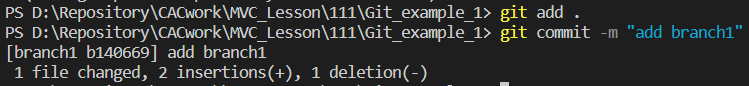 PS D:\Repository\CACwork\MVC_Lesson\111\Git_example_1> git add .
PS D:\Repository\CACwork\MVC_Lesson\111\Git_example_1> git commit -m "add branch1"
[branch1 b140669] add branch1
1 file changed, 2 insertions(+), 1 deletion(-)